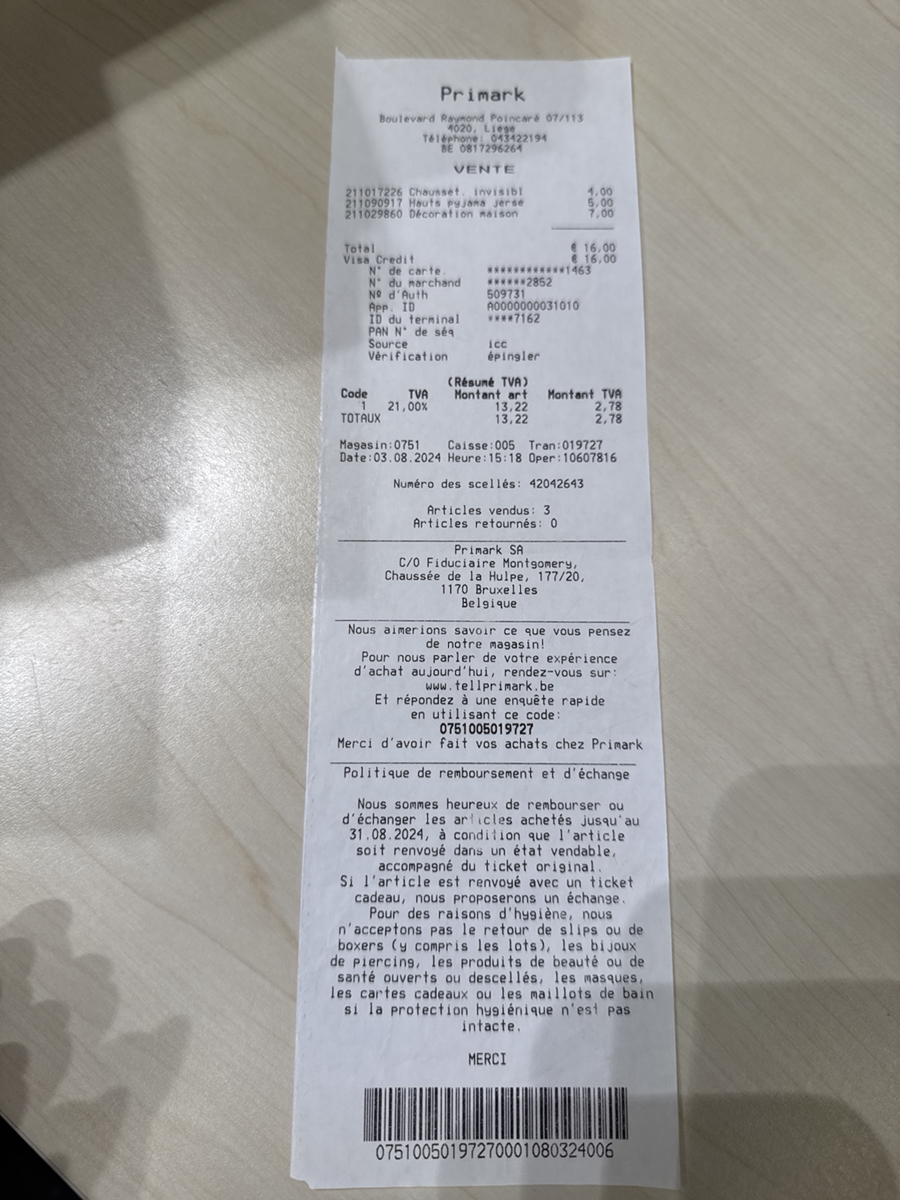 Primark
Boulevard Raymond Poincaré 07/113
4020, Liege
Téléphone: 043422194
BE 0817296264
VENTE
211017226 Chausset. invisibl 4,00
211090917 Hauts pyjama jerse 5,00
211029860 Décoration maison 7,00
Total € 16,00
Visa Credit € 16,00
N° de carte. ************1463
N° du marchand ******2852
Nº d'Auth 509731
App. ID A0000000031010
ID du terminal ****7162
PAN N° de séq
Source icc
Vérification épingler
(Résumé TVA)
Code TVA Montant art Montant TVA
1 21,00% 13,22 2,78
TOTAUX 13,22 2,78
Magasin:0751 Caisse:005 Tran:019727
Date:03.08.2024 Heure:15:18 Oper:10607816
Numéro des scellés: 42042643
Articles vendus: 3
Articles retournés: 0
Primark SA
C/O Fiduciaire Montgomery,
Chaussée de la Hulpe, 177/20,
1170 Bruxelles
Belgique
Nous aimerions savoir ce que vous pensez
de notre magasin!
Pour nous parler de votre expérience
d'achat aujourd'hui, rendez-vous sur:
www.tellprimark.be
Et répondez à une enquête rapide
en utilisant ce code:
0751005019727
Merci d'avoir fait vos achats chez Primark
Politique de remboursement et d'échange
Nous sommes heureux de rembourser ou
d'échanger les articles achetés jusqu'au
31.08.2024, à condition que l'article
soit renvoyé dans un état vendable,
accompagné du ticket original.
Si l'article est renvoyé avec un ticket
cadeau, nous proposerons un échange.
Pour des raisons d'hygiène, nous
n'acceptons pas le retour de slips ou de
boxers (y compris les lots), les bijoux
de piercing, les produits de beauté ou de
santé ouverts ou descellés, les masques,
les cartes cadeaux ou les maillots de bain
si la protection hygiénique n'est pas
intacte.
MERCI
07510050197270001080324006